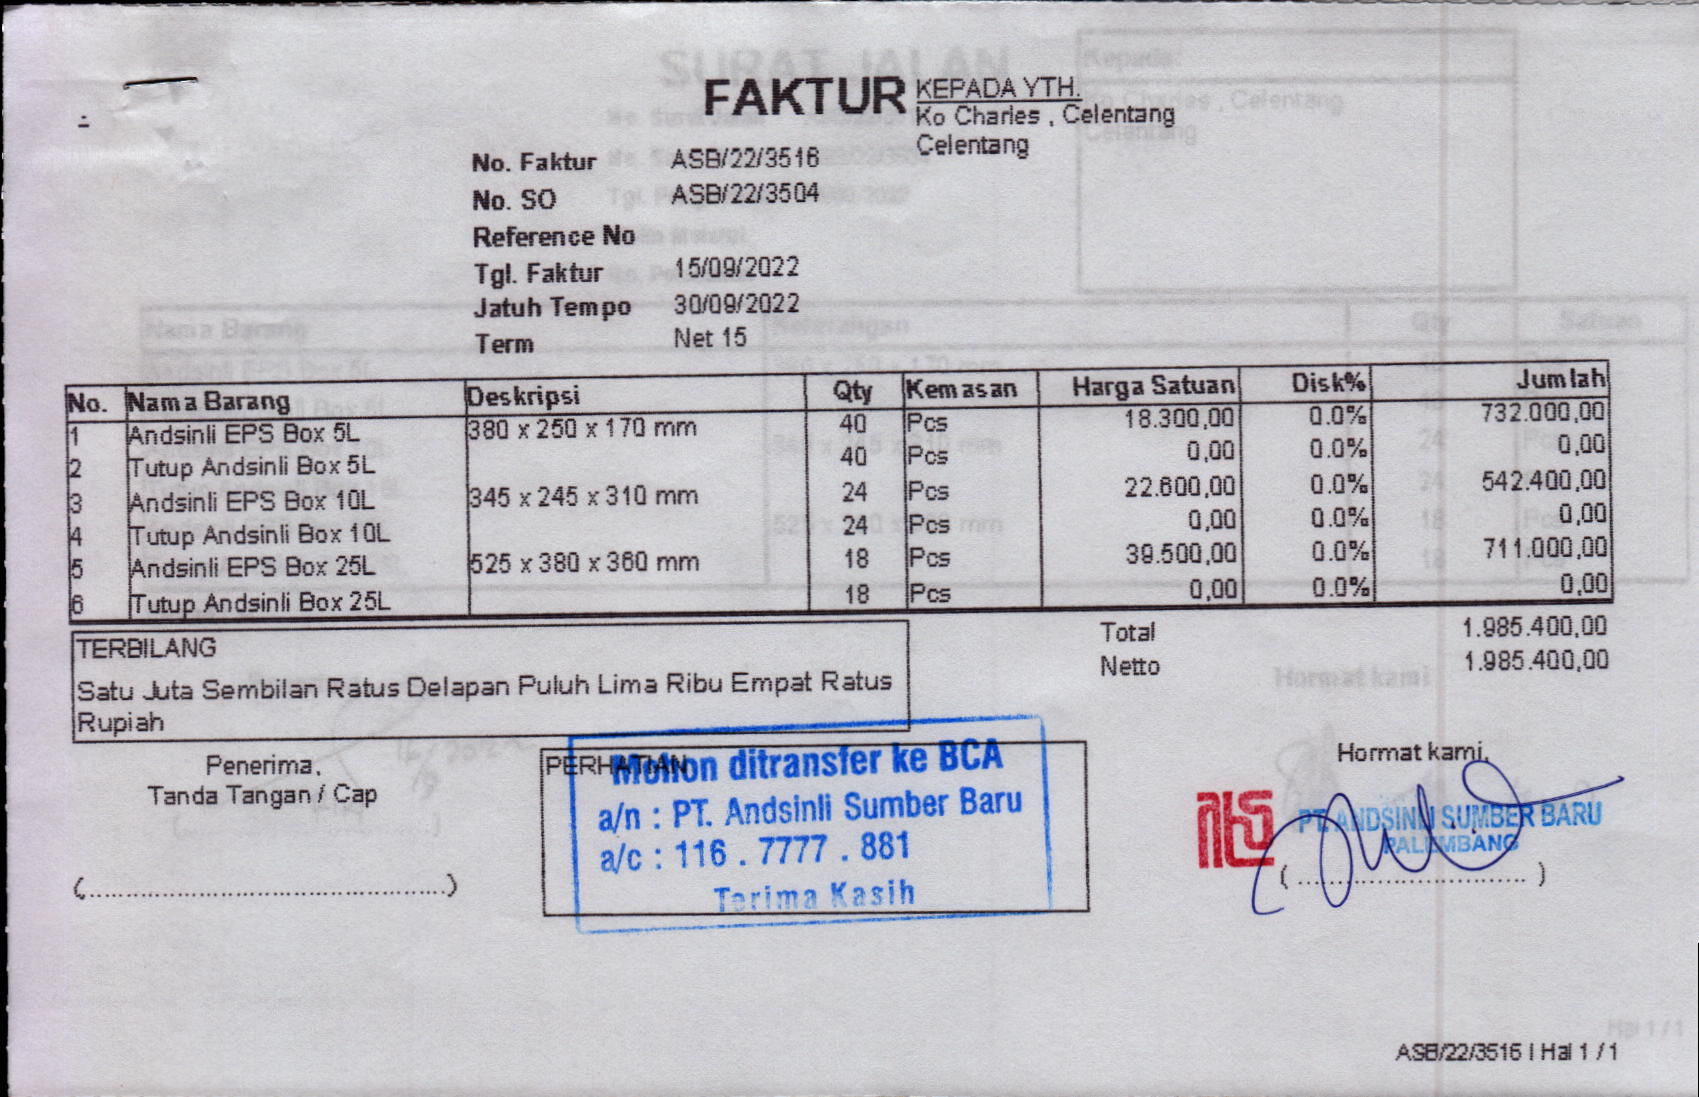 FAKTUR
KEPADA YTH.
Ko Charles , Celentang
Celentang
No. Faktur ASB/22/3516
No. SO ASB/22/3504
Reference No
Tgl. Faktur 15/09/2022
Jatuh Tempo 30/09/2022
Term Net 15
No. Nama Barang Deskripsi Qty Kemasan Harga Satuan Disk% Jumlah
1 Andsinli EPS Box 5L 380 x 250 x 170 mm 40 Pcs 18.300,00 0.0% 732.000,00
2 Tutup Andsinli Box 5L 40 Pcs 0,00 0.0% 0,00
3 Andsinli EPS Box 10L 345 x 245 x 310 mm 24 Pcs 22.600,00 0.0% 542.400,00
4 Tutup Andsinli Box 10L 24 Pcs 0,00 0.0% 0,00
5 Andsinli EPS Box 25L 525 x 380 x 360 mm 18 Pcs 39.500,00 0.0% 711.000,00
6 Tutup Andsinli Box 25L 18 Pcs 0,00 0.0% 0,00
Total 1.985.400,00
Netto 1.985.400,00
TERBILANG
Satu Juta Sembilan Ratus Delapan Puluh Lima Ribu Empat Ratus
Rupiah
Penerima,
Tanda Tangan / Cap
(..............................................)
PERHATIAN
Mohon ditransfer ke BCA
a/n : PT. Andsinli Sumber Baru
a/c : 116 . 7777 . 881
Terima Kasih
Hormat kami,
PT. ANDSINLI SUMBER BARU
PALEMBANG
( .............................. )
ASB/22/3516 | Hal 1 / 1